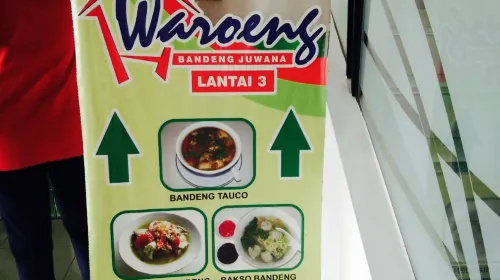 Waroeng
BANDENG JUWANA
LANTAI 3
BANDENG TAUCO
BAKSO BANDENG